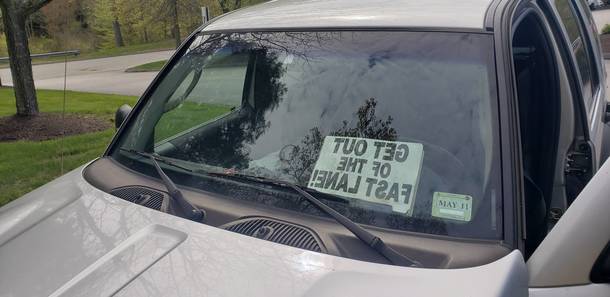 GET OUT
OF THE
FAST LANE!
MAY 11